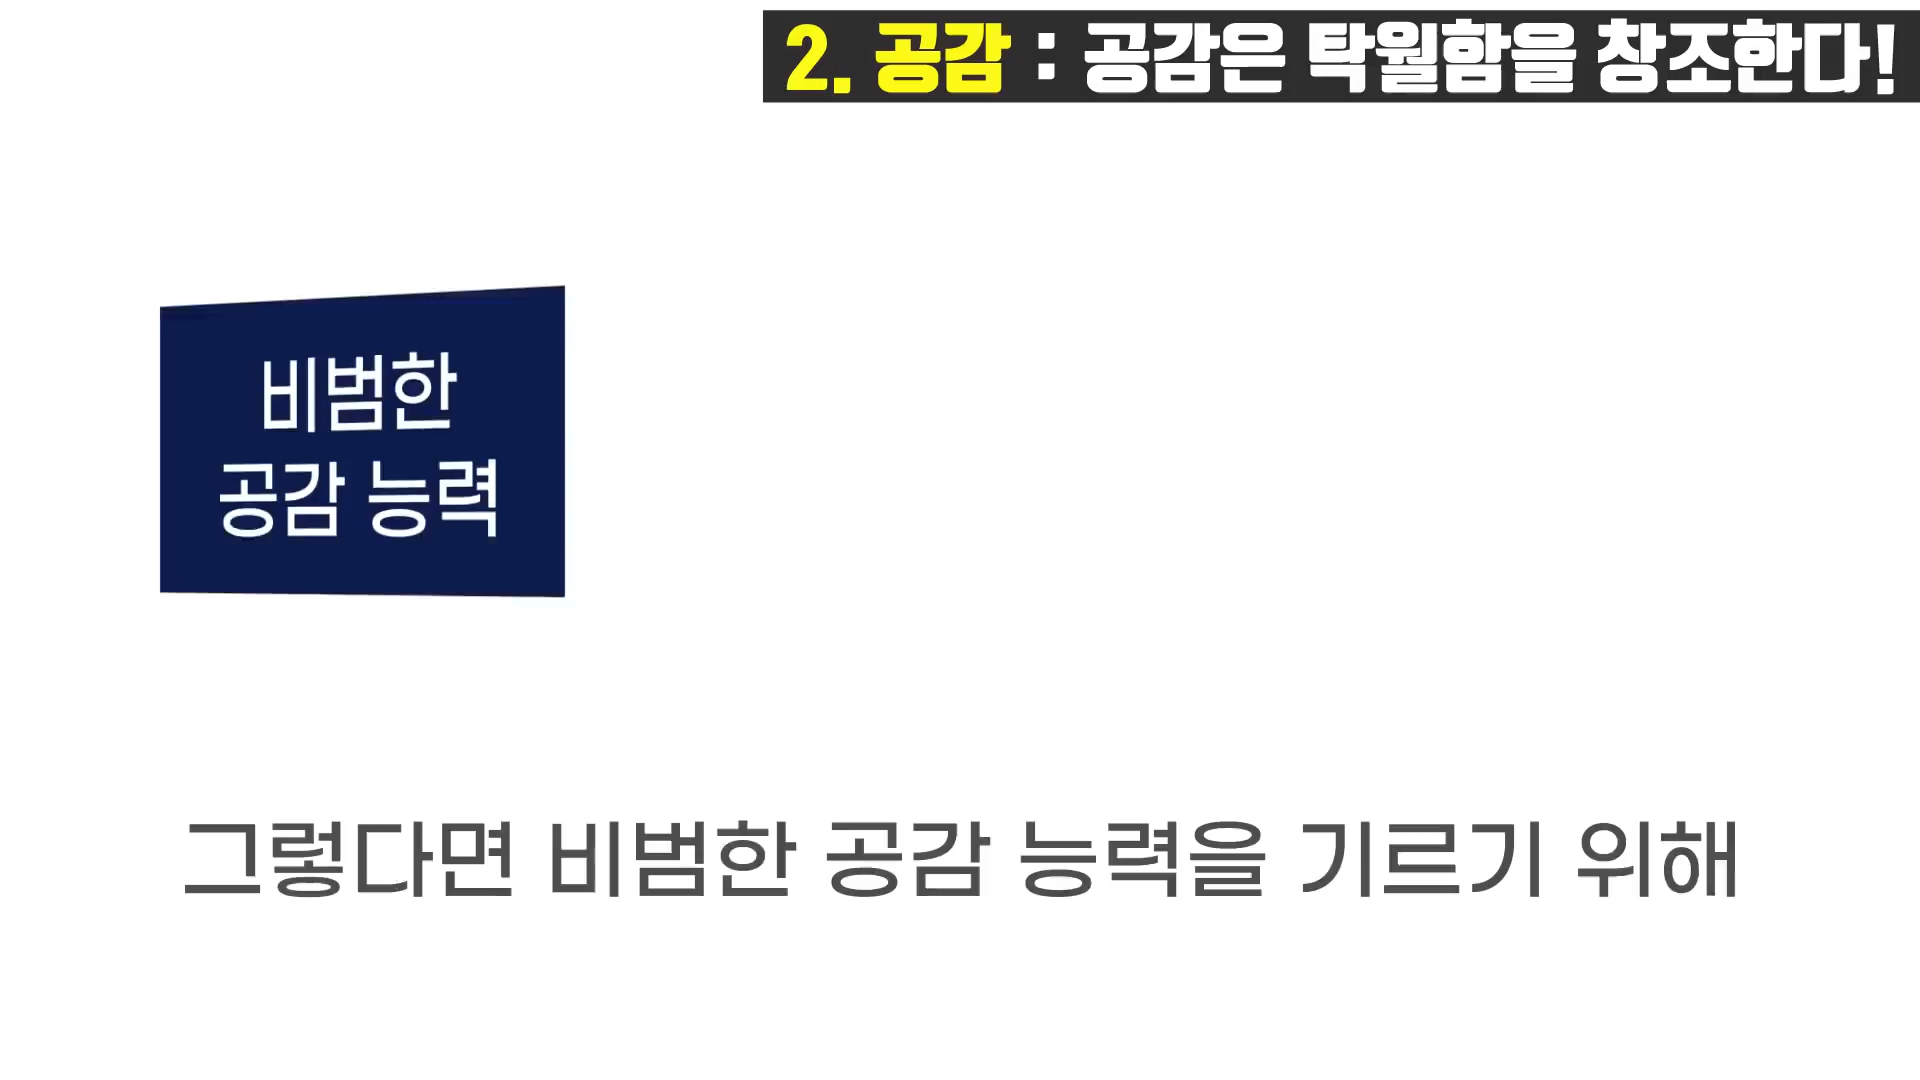 2. 공감 : 공감은 탁월함을 창조한다!
비범한
공감 능력
그렇다면 비범한 공감 능력을 기르기 위해